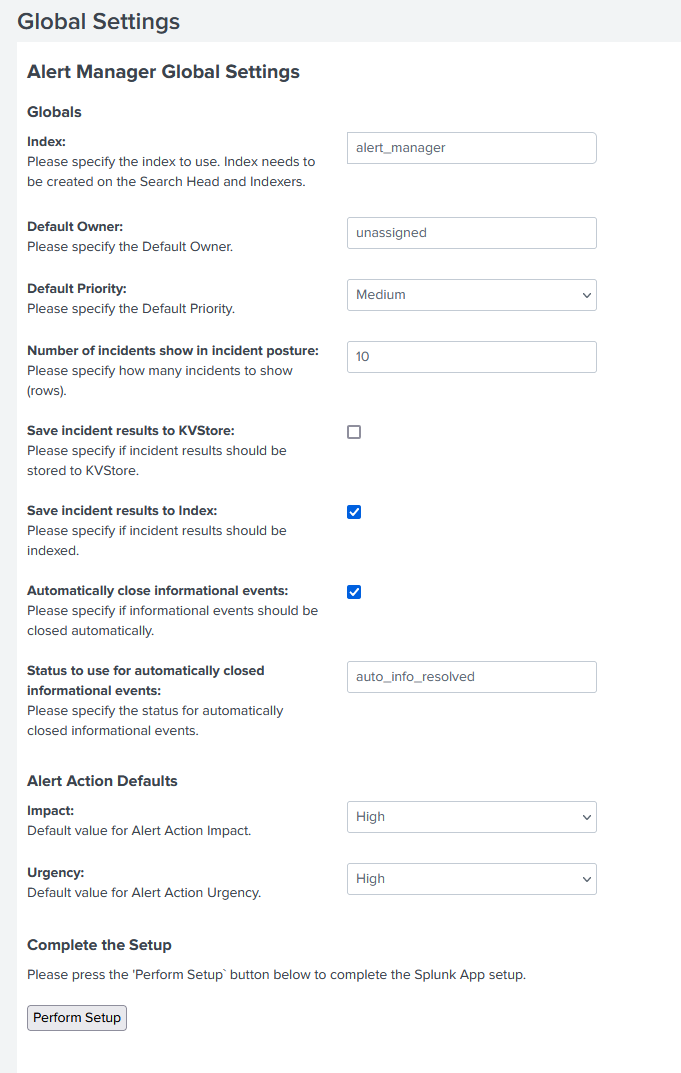 Global Settings
Alert Manager Global Settings
Globals
Index:
Please specify the index to use. Index needs to
be created on the Search Head and Indexers.
alert_manager
Default Owner:
Please specify the Default Owner.
unassigned
Default Priority:
Please specify the Default Priority.
Medium
Number of incidents show in incident posture:
Please specify how many incidents to show
(rows).
10
Save incident results to KVStore:
Please specify if incident results should be
stored to KVStore.
Save incident results to Index:
Please specify if incident results should be
indexed.
Automatically close informational events:
Please specify if informational events should be
closed automatically.
Status to use for automatically closed
informational events:
Please specify the status for automatically
closed informational events.
auto_info_resolved
Alert Action Defaults
Impact:
Default value for Alert Action Impact.
High
Urgency:
Default value for Alert Action Urgency.
High
Complete the Setup
Please press the 'Perform Setup` button below to complete the Splunk App setup.
Perform Setup